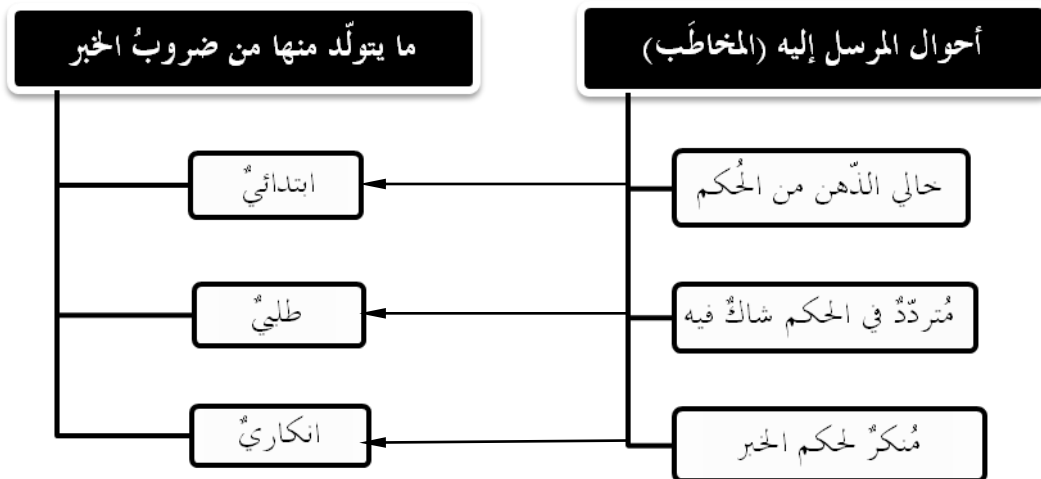 أحوال المرسل إليه (المخاطَب)
ما يتولّد منها من ضروبُ الخبر
خالي الذّهن من الحُكم
ابتدائيٌّ
مُتردّدٌ في الحكم شاكٌّ فيه
طلبيٌّ
مُنكرٌ لحكم الخبر
انكاريٌّ